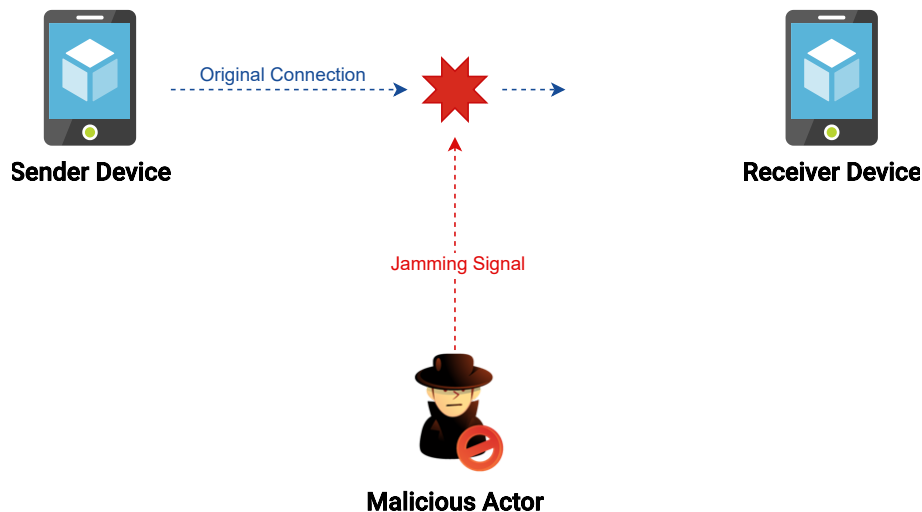 Original Connection
Sender Device
Receiver Device
Jamming Signal
Malicious Actor